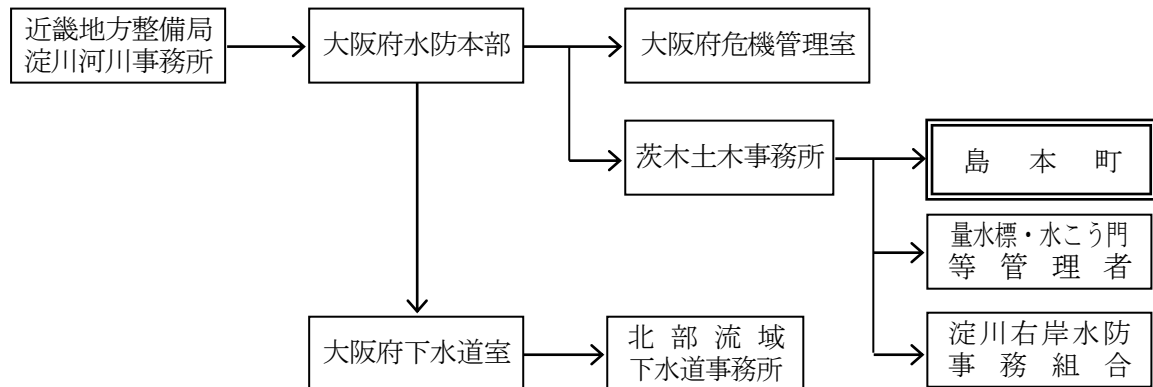 近畿地方整備局
淀川河川事務所
大阪府水防本部
大阪府危機管理室
茨木土木事務所
島本町
量水標・水こう門
等管理者
淀川右岸水防
事務組合
大阪府下水道室
北部流域
下水道事務所